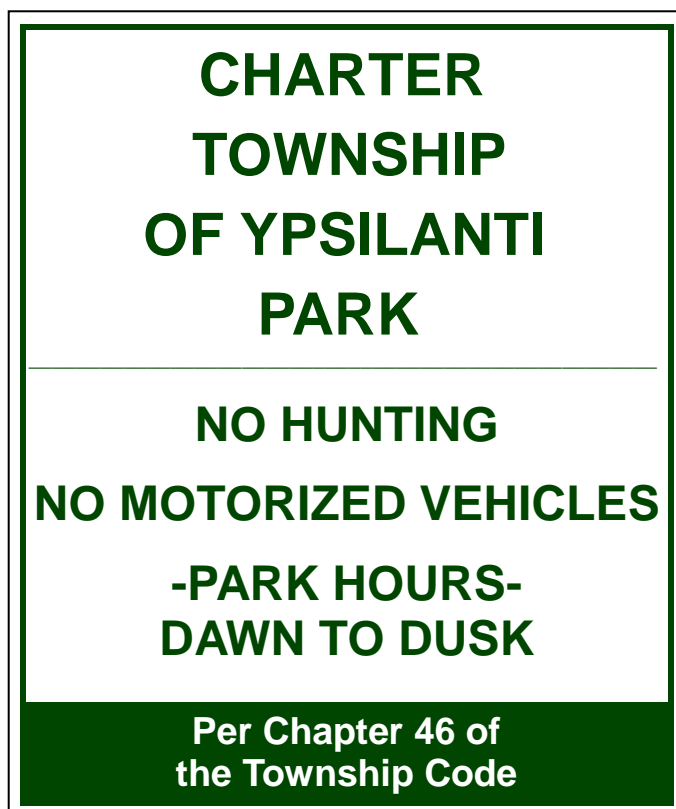 CHARTER
TOWNSHIP
OF YPSILANTI
PARK
NO HUNTING
NO MOTORIZED VEHICLES
-PARK HOURS-
DAWN TO DUSK
Per Chapter 46 of
the Township Code